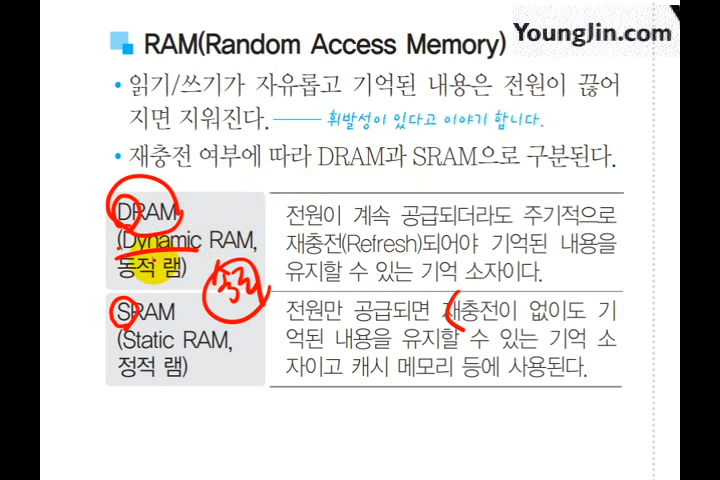 YoungJin.com
RAM(Random Access Memory)
• 읽기/쓰기가 자유롭고 기억된 내용은 전원이 끊어
지면 지워진다. 휘발성이 있다고 이야기 합니다.
• 재충전 여부에 따라 DRAM과 SRAM으로 구분된다.
DRAM
(Dynamic RAM,
동적 램)
전원이 계속 공급되더라도 주기적으로
재충전(Refresh)되어야 기억된 내용을
유지할 수 있는 기억 소자이다.
SRAM
(Static RAM,
정적 램)
전원만 공급되면 재충전이 없이도 기
억된 내용을 유지할 수 있는 기억 소
자이고 캐시 메모리 등에 사용된다.